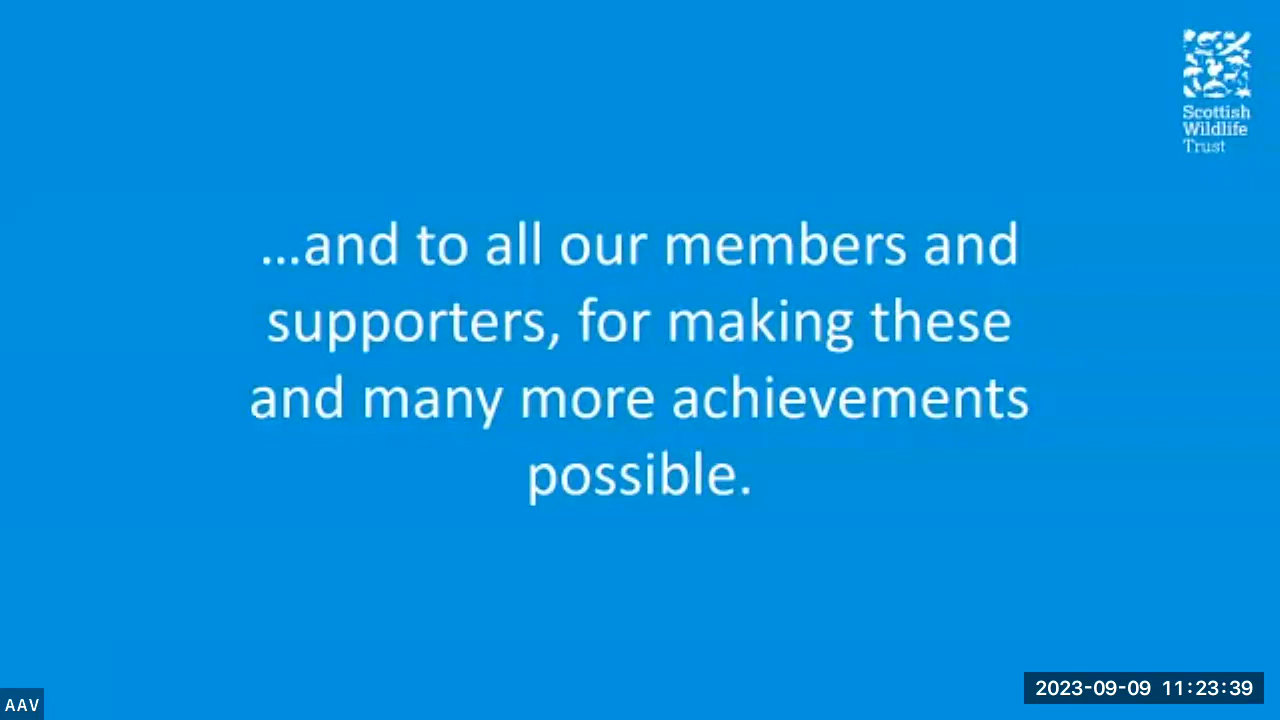 Scottish
Wildlife
Trust
...and to all our members and
supporters, for making these
and many more achievements
possible.
AAV
2023-09-09 11:23:39